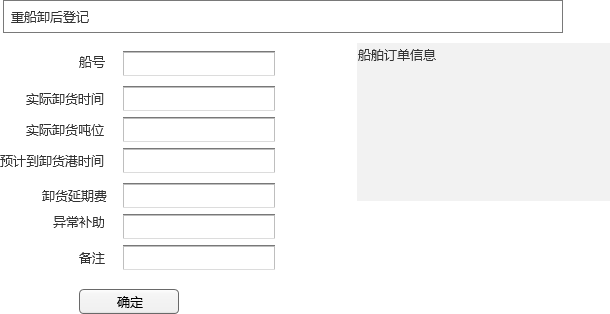 重船卸后登记
船号
船舶订单信息
实际卸货时间
实际卸货吨位
预计到卸货港时间
卸货延期费
异常补助
备注
确定